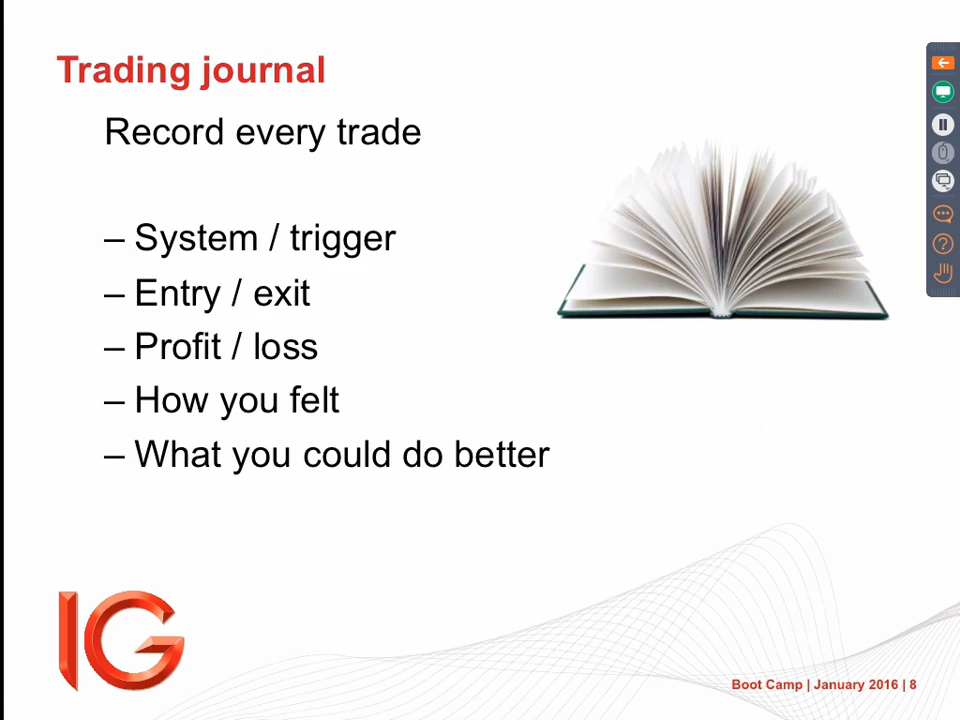 Trading journal
Record every trade
– System / trigger
– Entry / exit
– Profit / loss
– How you felt
– What you could do better
IG
Boot Camp | January 2016 | 8